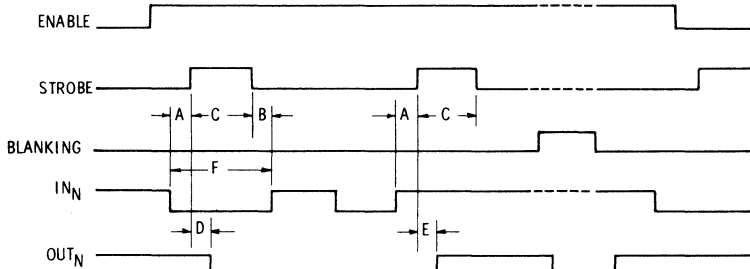 ENABLE
STROBE
A C B A C
BLANKING
F
IN_N
D E
OUT_N